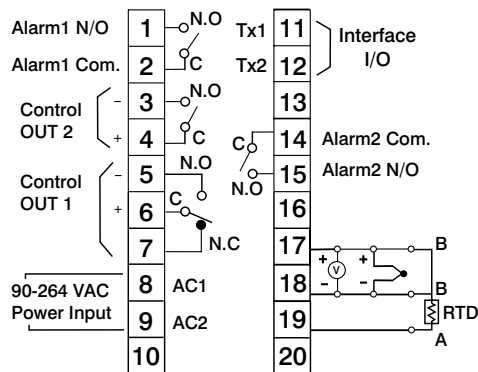 Alarm1 N/O 1 N.O
Alarm1 Com. 2 C
Control OUT 2
− 3 N.O
+ 4 C
Control OUT 1
− 5 N.O
+ 6 C
7 N.C
90-264 VAC
Power Input
8 AC1
9 AC2
10
Tx1 11
Tx2 12
Interface
I/O
13
C 14 Alarm2 Com.
N.O 15 Alarm2 N/O
16
17 + V − + − B
18 B
19 RTD
A
20